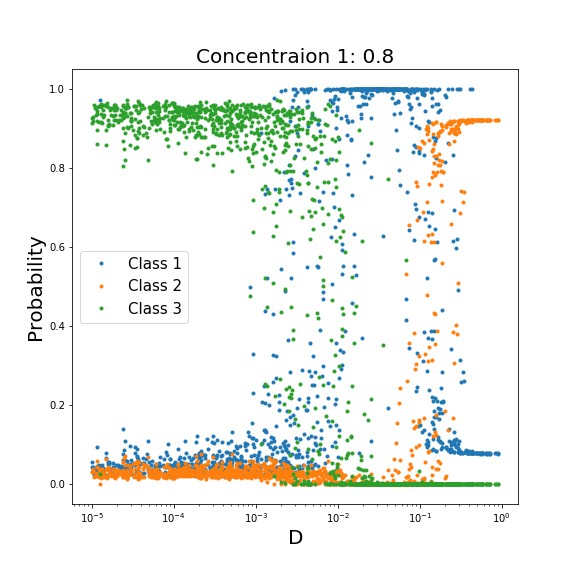 Concentraion 1: 0.8
1.0
0.8
0.6
0.4
0.2
0.0
Probability
Class 1
Class 2
Class 3
10⁻⁵
10⁻⁴
10⁻³
10⁻²
10⁻¹
10⁰
D